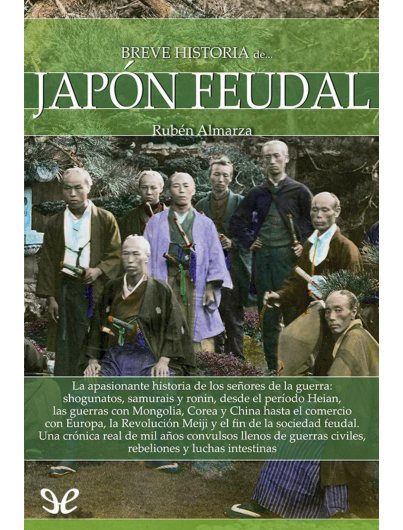 BREVE HISTORIA de...
JAPÓN FEUDAL
Rubén Almarza
La apasionante historia de los señores de la guerra:
shogunatos, samurais y ronin, desde el período Heian,
las guerras con Mongolia, Corea y China hasta el comercio
con Europa, la Revolución Meiji y el fin de la sociedad feudal.
Una crónica real de mil años convulsos llenos de guerras civiles,
rebeliones y luchas intestinas